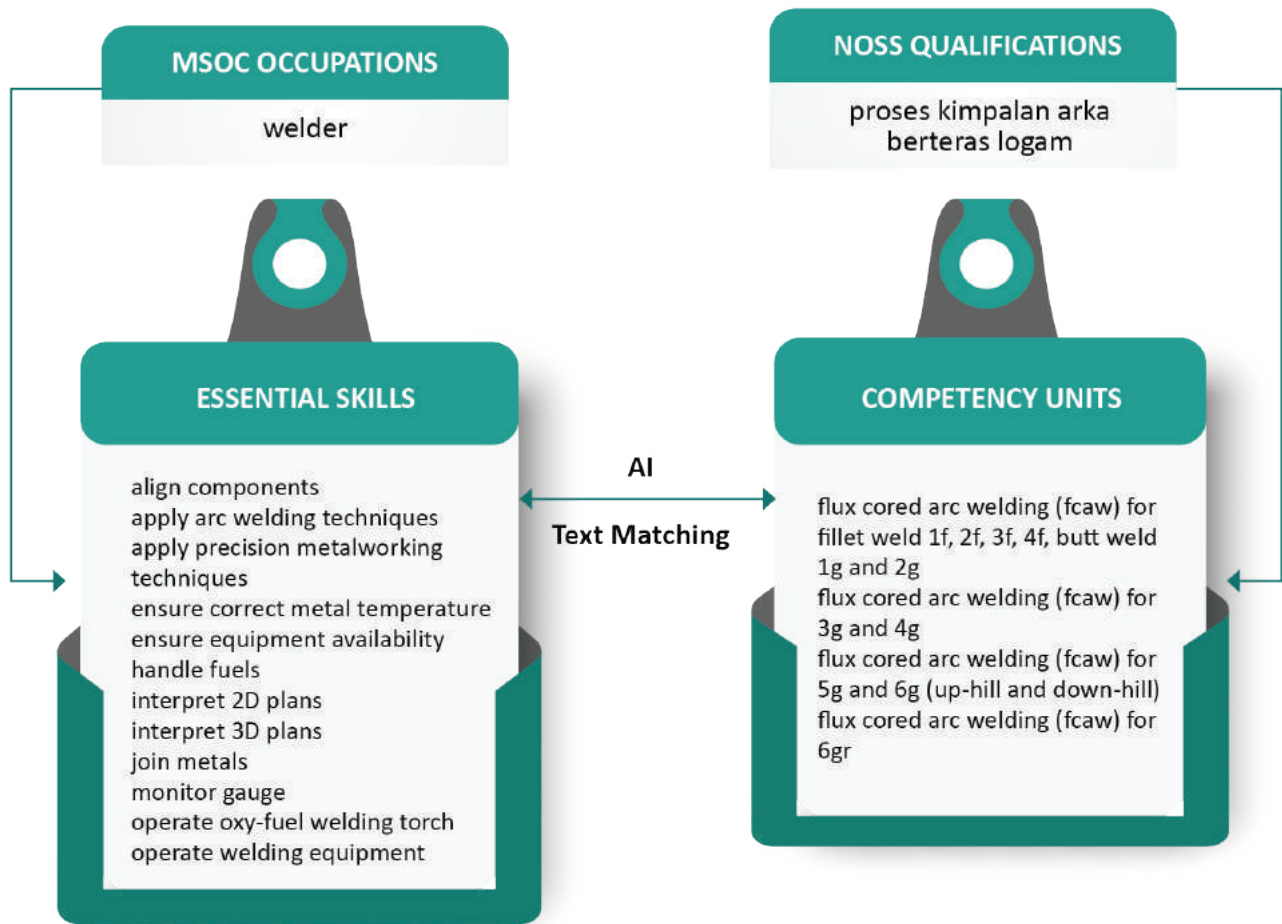 MSOC OCCUPATIONS
welder
NOSS QUALIFICATIONS
proses kimpalan arka
berteras logam
ESSENTIAL SKILLS
align components
apply arc welding techniques
apply precision metalworking
techniques
ensure correct metal temperature
ensure equipment availability
handle fuels
interpret 2D plans
interpret 3D plans
join metals
monitor gauge
operate oxy-fuel welding torch
operate welding equipment
AI
Text Matching
COMPETENCY UNITS
flux cored arc welding (fcaw) for
fillet weld 1f, 2f, 3f, 4f, butt weld
1g and 2g
flux cored arc welding (fcaw) for
3g and 4g
flux cored arc welding (fcaw) for
5g and 6g (up-hill and down-hill)
flux cored arc welding (fcaw) for
6gr